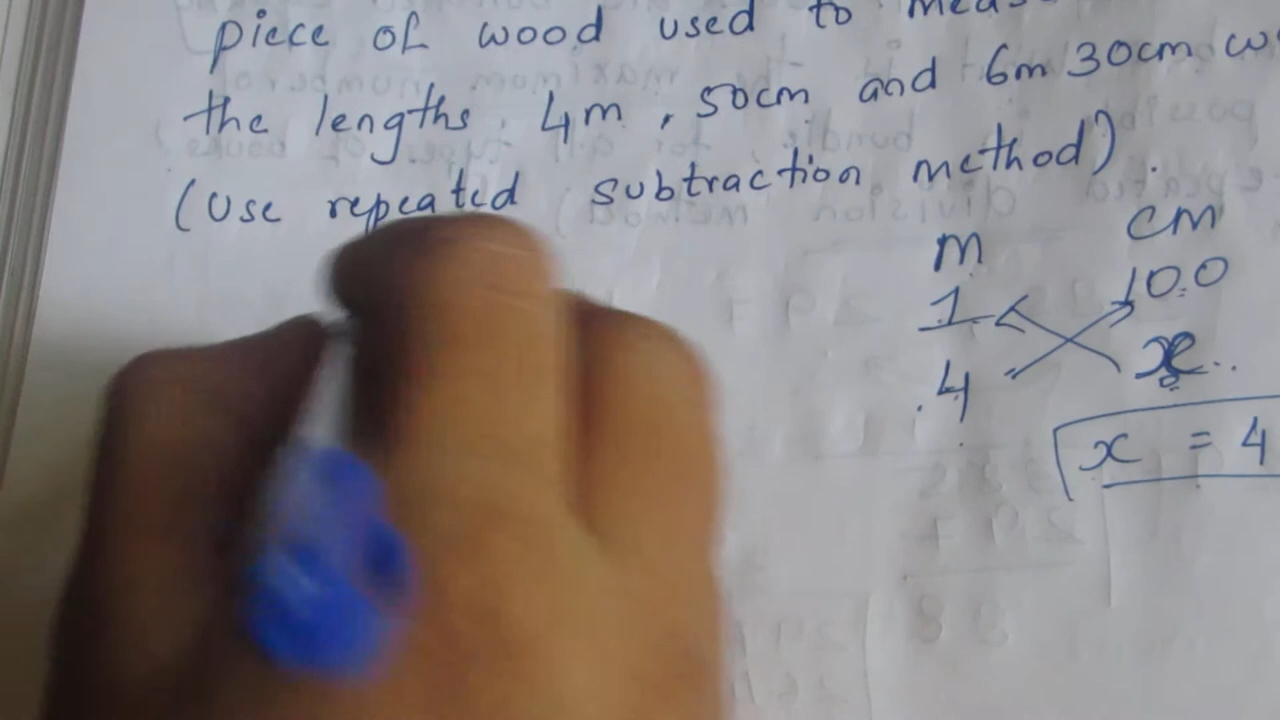 piece of wood used to
the lengths. 4m, 50cm and 6m 30cm
(Use repeated subtraction method).
m cm
1 100
4 x
x = 4